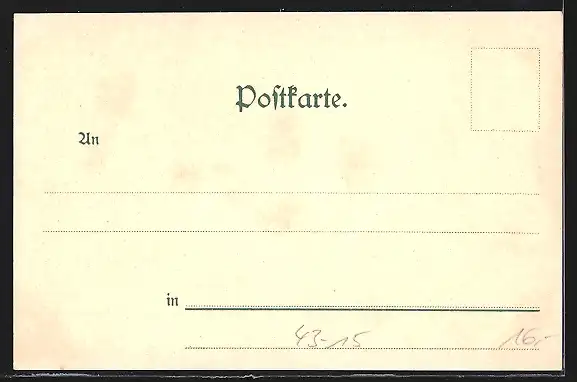 Postkarte.
An
in
43-15 16.-